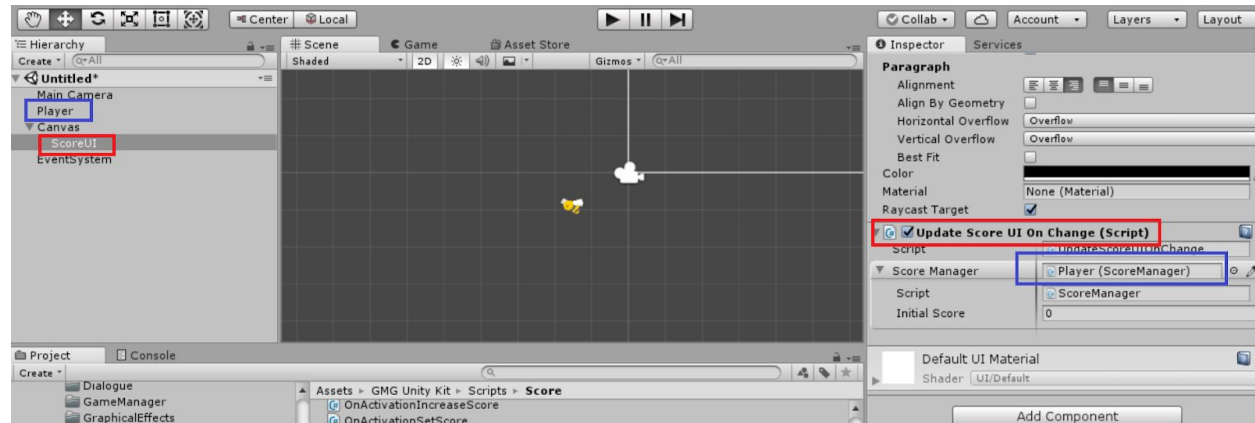 Center Local Collab Account Layers Layout
Hierarchy
Create All
Untitled*
Main Camera
Player
Canvas
ScoreUI
EventSystem
Scene Game Asset Store
Shaded 2D Gizmos All
Inspector Services
Paragraph
Alignment
Align By Geometry
Horizontal Overflow Overflow
Vertical Overflow Overflow
Best Fit
Color
Material None (Material)
Raycast Target
Update Score UI On Change (Script)
Script UpdateScoreUIOnChange
Score Manager Player (ScoreManager)
Script ScoreManager
Initial Score 0
Default UI Material
Shader UI/Default
Add Component
Project Console
Create
Dialogue
GameManager
GraphicalEffects
Assets GMG Unity Kit Scripts Score
OnActivationIncreaseScore
OnActivationSetScore